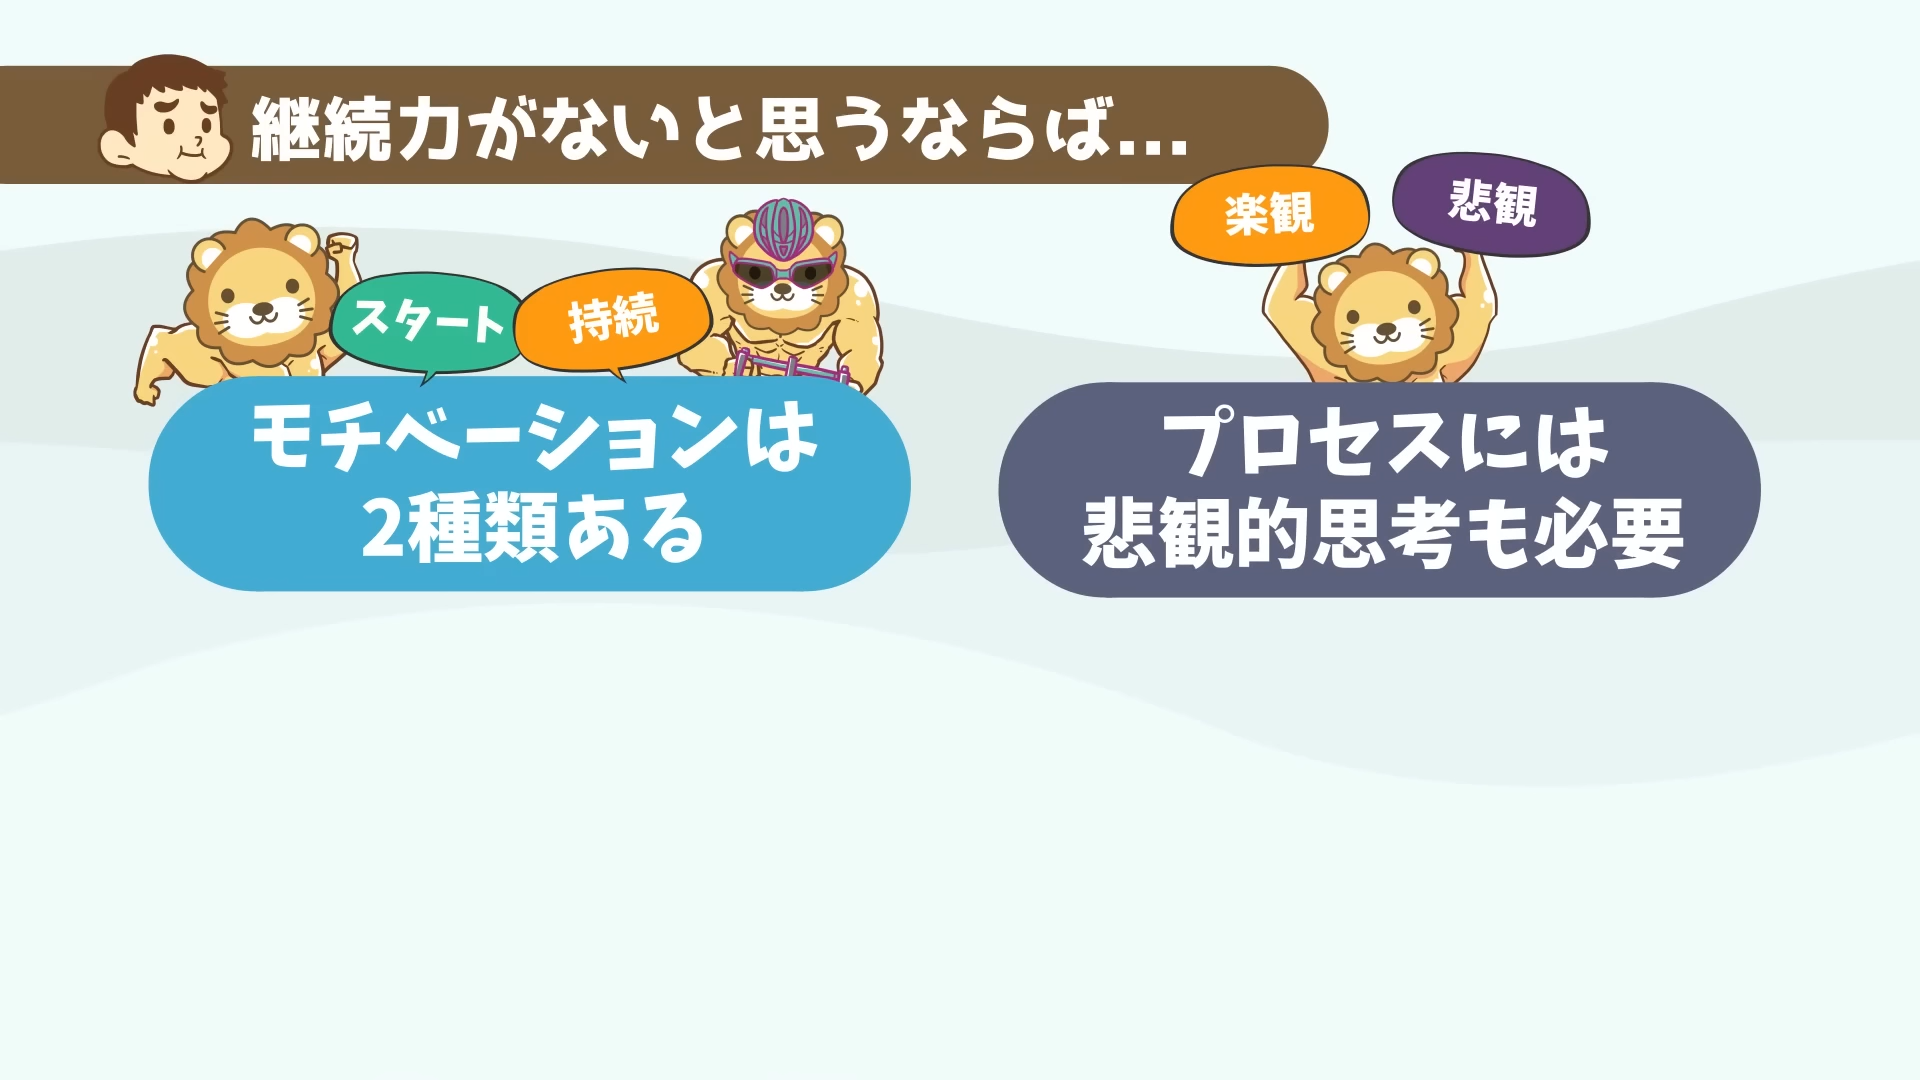 継続力がないと思うならば...
スタート
持続
モチベーションは
2種類ある
楽観
悲観
プロセスには
悲観的思考も必要